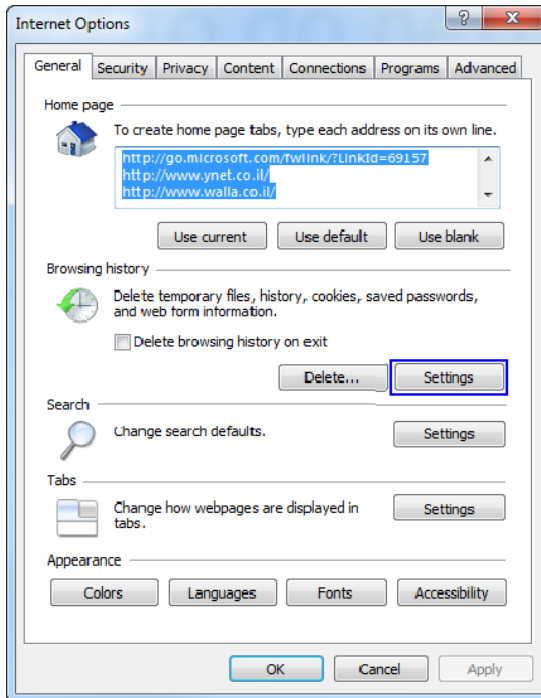 Internet Options
General Security Privacy Content Connections Programs Advanced
Home page
To create home page tabs, type each address on its own line.
http://go.microsoft.com/fwlink/?LinkId=69157
http://www.ynet.co.il/
http://www.walla.co.il/
Use current Use default Use blank
Browsing history
Delete temporary files, history, cookies, saved passwords,
and web form information.
Delete browsing history on exit
Delete... Settings
Search
Change search defaults. Settings
Tabs
Change how webpages are displayed in Settings
tabs.
Appearance
Colors Languages Fonts Accessibility
OK Cancel Apply